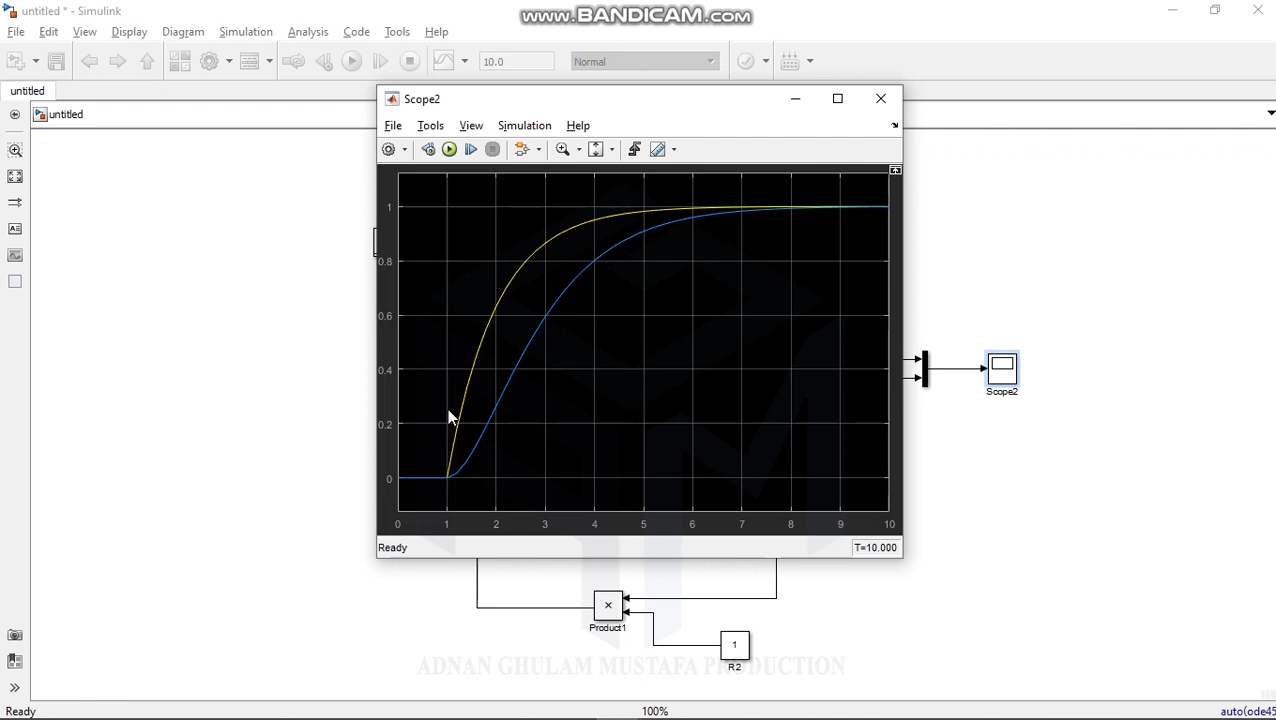 untitled * - Simulink
www.BANDICAM.com
File Edit View Display Diagram Simulation Analysis Code Tools Help
10.0 Normal
untitled
untitled
Scope2
File Tools View Simulation Help
1
0.8
0.6
0.4
0.2
0
0 1 2 3 4 5 6 7 8 9 10
Ready T=10.000
Scope2
×
Product1
1
R2
ADNAN GHULAM MUSTAFA PRODUCTION
Ready 100% auto(ode45